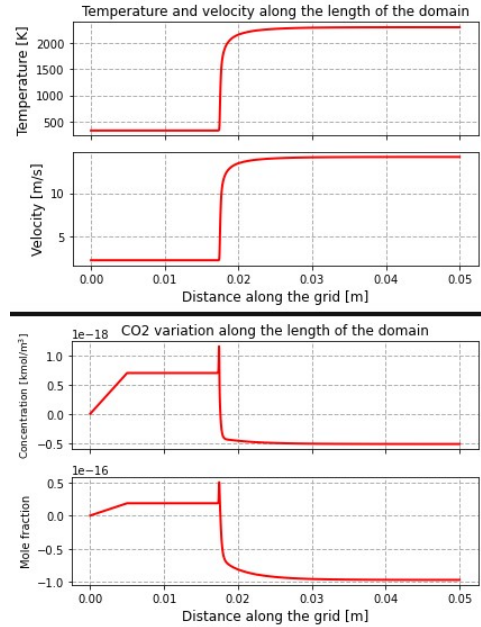 Temperature and velocity along the length of the domain
Temperature [K]
2000
1500
1000
500
Velocity [m/s]
10
5
0.00 0.01 0.02 0.03 0.04 0.05
Distance along the grid [m]
CO2 variation along the length of the domain
1e−18
Concentration [kmol/m³]
1.0
0.5
0.0
−0.5
1e−16
Mole fraction
0.5
0.0
−0.5
−1.0
0.00 0.01 0.02 0.03 0.04 0.05
Distance along the grid [m]